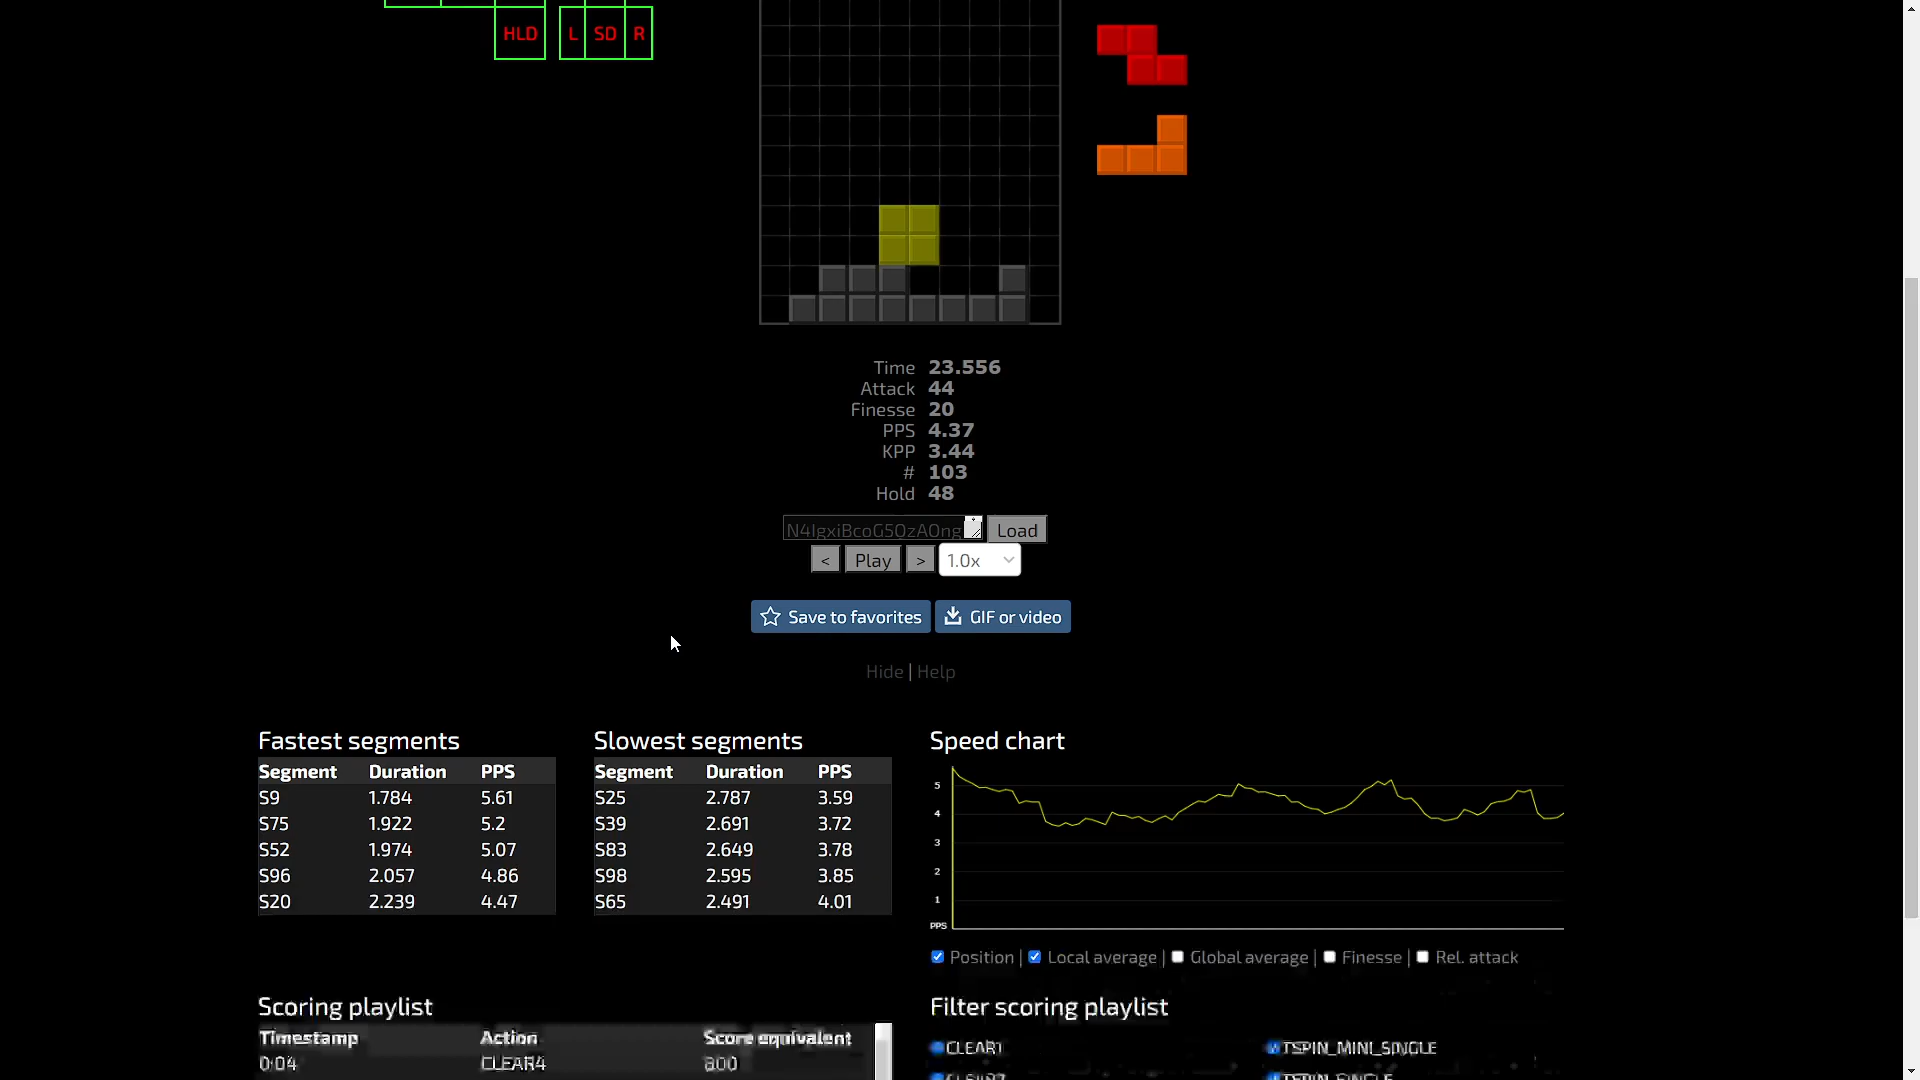 HLD L SD R
Time 23.556
Attack 44
Finesse 20
PPS 4.37
KPP 3.44
# 103
Hold 48
N4IgxiBcoG5QzAOng Load
< Play > 1.0x
Save to favorites GIF or video
Hide | Help
Fastest segments
Segment Duration PPS
S9 1.784 5.61
S75 1.922 5.2
S52 1.974 5.07
S96 2.057 4.86
S20 2.239 4.47
Slowest segments
Segment Duration PPS
S25 2.787 3.59
S39 2.691 3.72
S83 2.649 3.78
S98 2.595 3.85
S65 2.491 4.01
Speed chart
5
4
3
2
1
PPS
Position | Local average | Global average | Finesse | Rel. attack
Scoring playlist
Timestamp Action Score equivalent
0:04 CLEAR4 800
Filter scoring playlist
CLEAR1 TSPIN_MINI_SINGLE